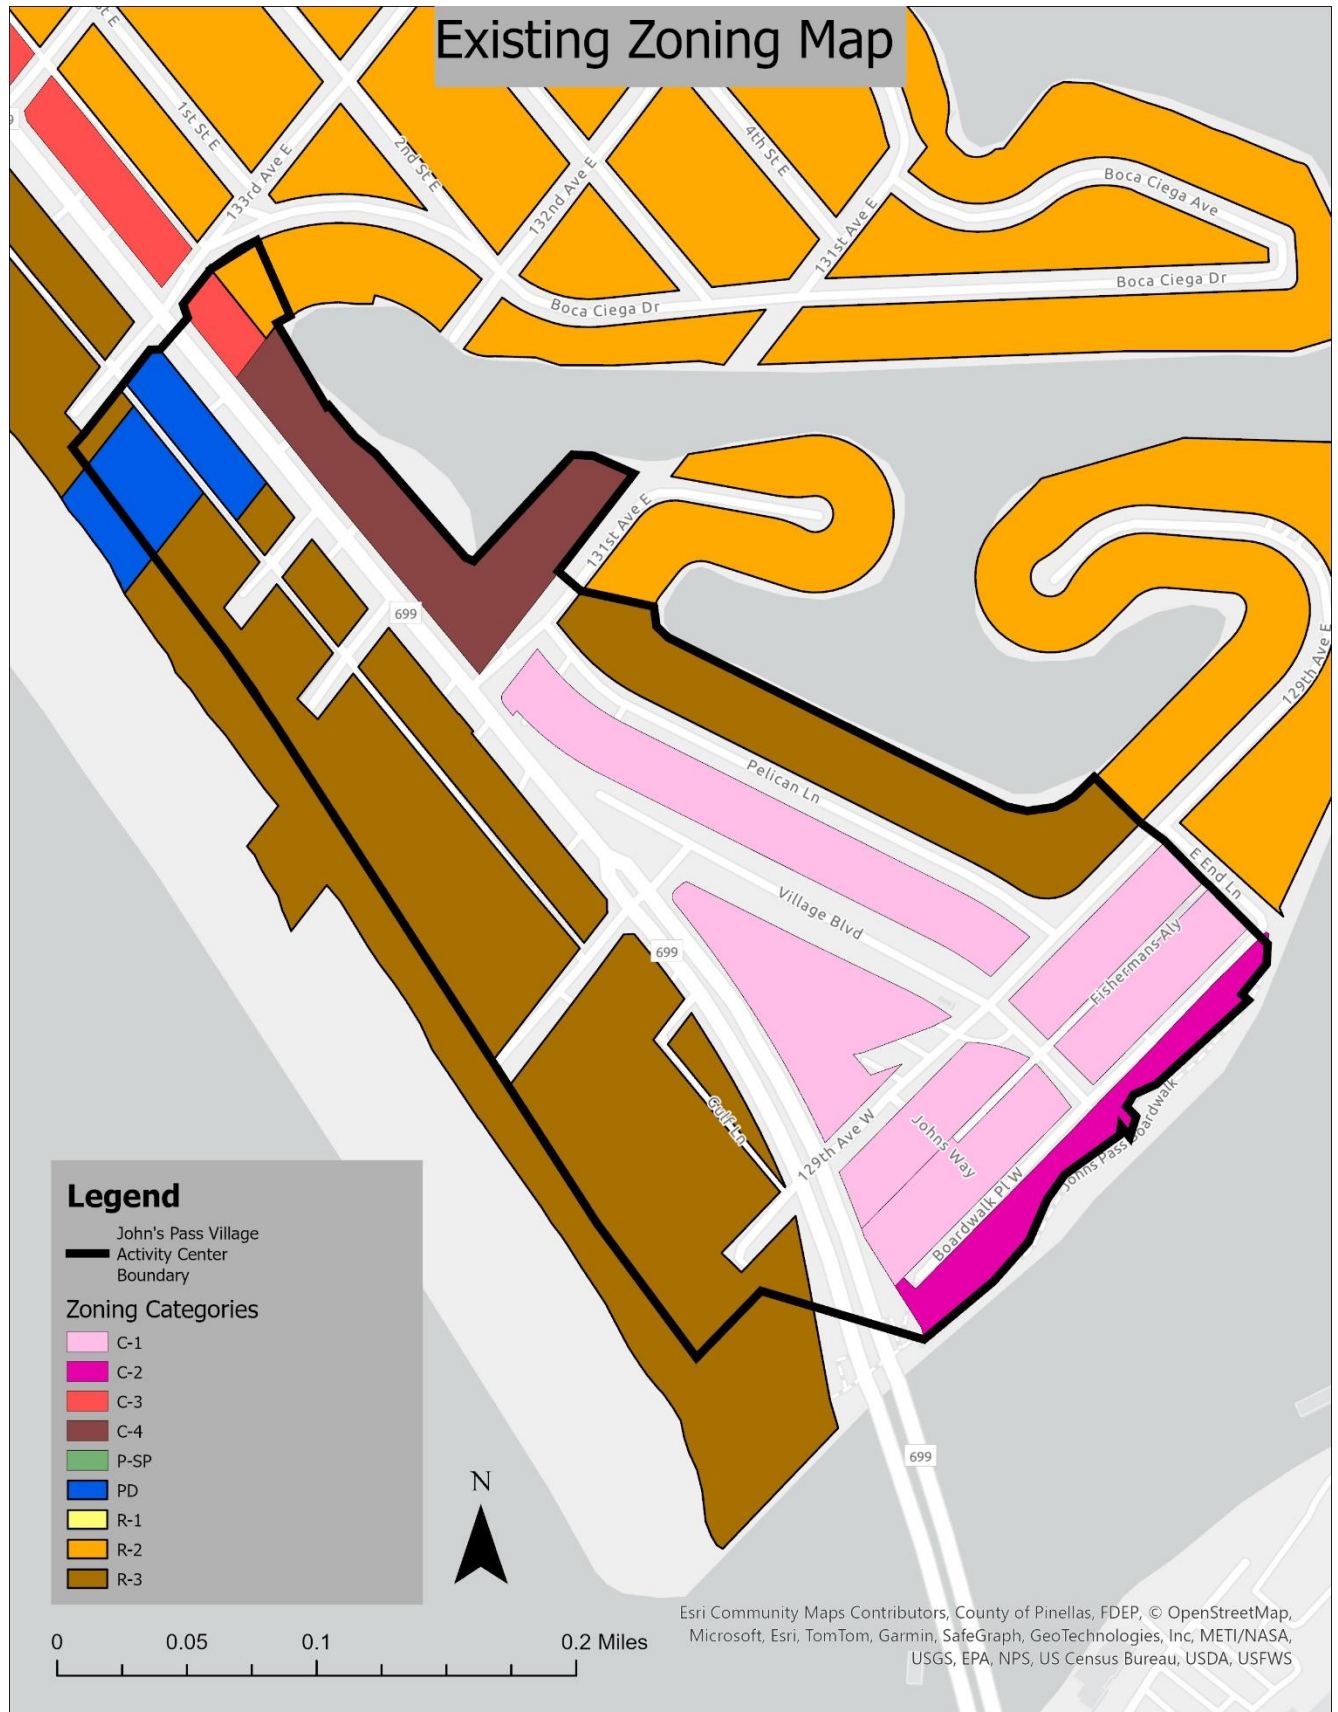 Existing Zoning Map
st E
9
1st St E
133rd Ave E
2nd St E
132nd Ave E
4th St E
131st Ave E
Boca Ciega Ave
Boca Ciega Dr
Boca Ciega Dr
131st Ave E
699
129th Ave E
Pelican Ln
E End Ln
Village Blvd
Fishermans Aly
699
Gulf Ln
129th Ave W
Johns Way
Boardwalk Pl W
Johns Pass Boardwalk
699
Legend
John's Pass Village
Activity Center
Boundary
Zoning Categories
C-1
C-2
C-3
C-4
P-SP
PD
R-1
R-2
R-3
N
0 0.05 0.1 0.2 Miles
Esri Community Maps Contributors, County of Pinellas, FDEP, © OpenStreetMap,
Microsoft, Esri, TomTom, Garmin, SafeGraph, GeoTechnologies, Inc, METI/NASA,
USGS, EPA, NPS, US Census Bureau, USDA, USFWS